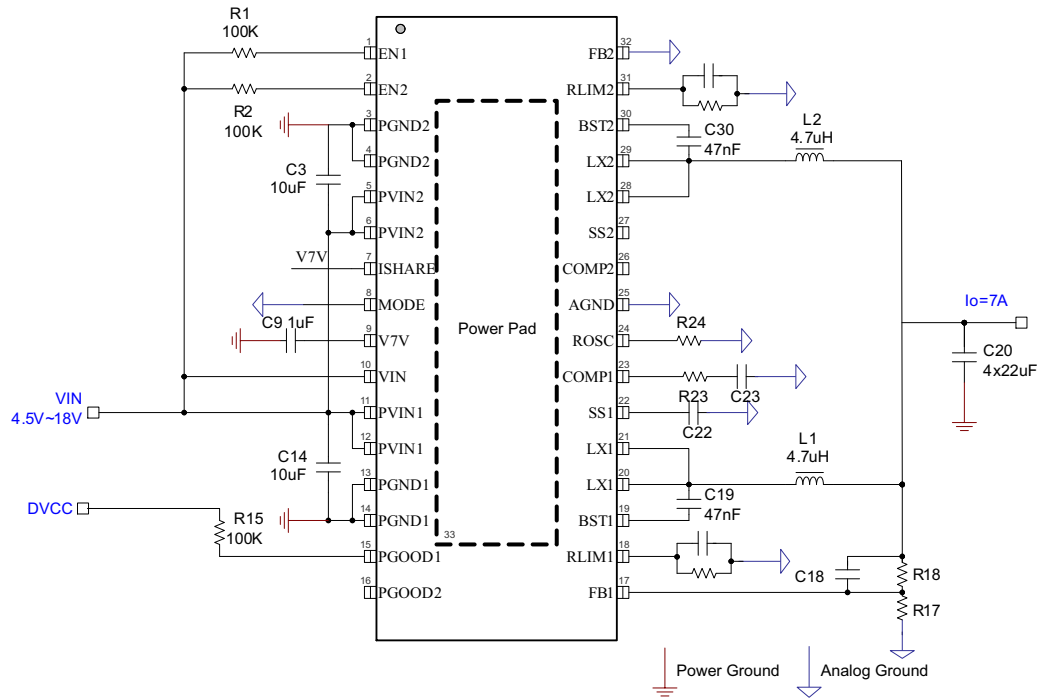 R1
100K
R2
100K
C3
10uF
V7V
C9 1uF
VIN
4.5V~18V
C14
10uF
DVCC
R15
100K
1 EN1
2 EN2
3 PGND2
4 PGND2
5 PVIN2
6 PVIN2
7 ISHARE
8 MODE
9 V7V
10 VIN
11 PVIN1
12 PVIN1
13 PGND1
14 PGND1
15 PGOOD1
16 PGOOD2
Power Pad
33
FB2 32
RLIM2 31
BST2 30
LX2 29
LX2 28
SS2 27
COMP2 26
AGND 25
ROSC 24
COMP1 23
SS1 22
LX1 21
LX1 20
BST1 19
RLIM1 18
FB1 17
C30
47nF
L2
4.7uH
R24
R23
C23
C22
L1
4.7uH
C19
47nF
C18
R18
R17
Io=7A
C20
4x22uF
Power Ground
Analog Ground